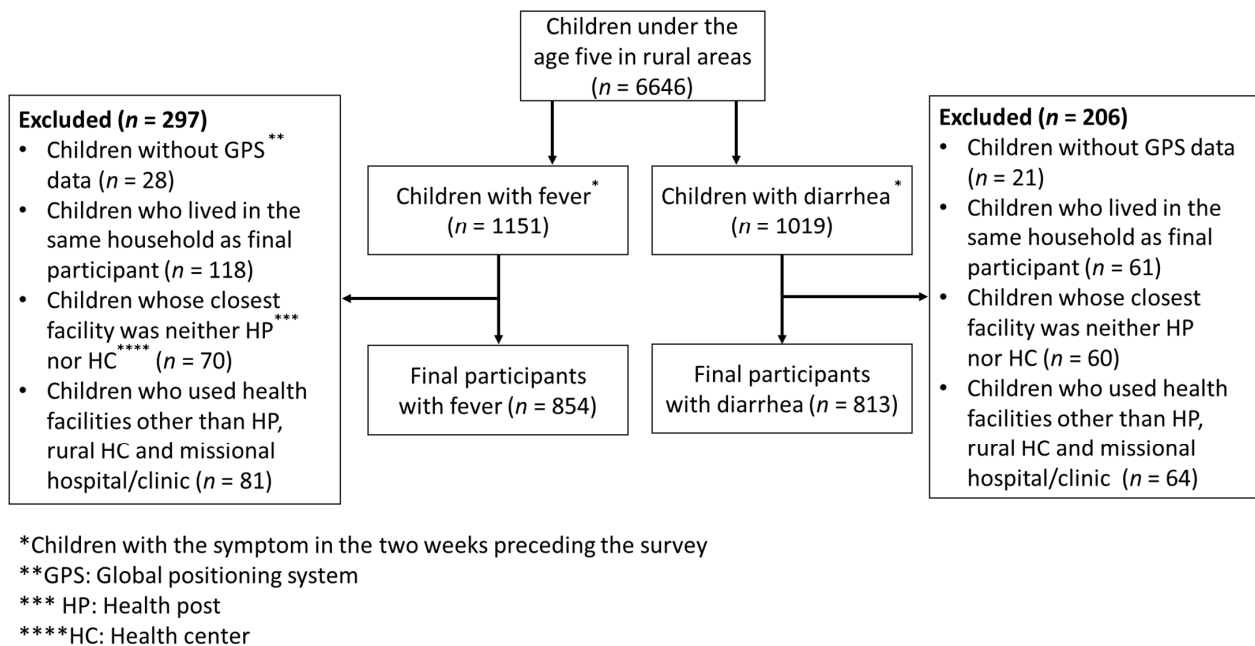 Children under the
age five in rural areas
(n = 6646)
Excluded (n = 297)
• Children without GPS**
data (n = 28)
• Children who lived in the
same household as final
participant (n = 118)
• Children whose closest
facility was neither HP***
nor HC**** (n = 70)
• Children who used health
facilities other than HP,
rural HC and missional
hospital/clinic (n = 81)
Children with fever*
(n = 1151)
Children with diarrhea*
(n = 1019)
Final participants
with fever (n = 854)
Final participants
with diarrhea (n = 813)
Excluded (n = 206)
• Children without GPS data
(n = 21)
• Children who lived in the
same household as final
participant (n = 61)
• Children whose closest
facility was neither HP
nor HC (n = 60)
• Children who used health
facilities other than HP,
rural HC and missional
hospital/clinic (n = 64)
*Children with the symptom in the two weeks preceding the survey
**GPS: Global positioning system
*** HP: Health post
****HC: Health center